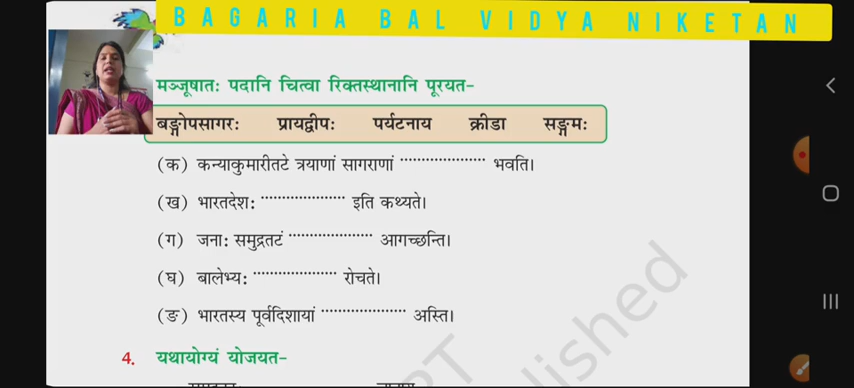 BAGARIA BAL VIDYA NIKETAN
मञ्जूषातः पदानि चित्वा रिक्तस्थानानि पूरयत-
बङ्गोपसागरः प्रायद्वीपः पर्यटनाय क्रीडा सङ्गमः
(क) कन्याकुमारीतटे त्रयाणां सागराणां ..................... भवति।
(ख) भारतदेशः ..................... इति कथ्यते।
(ग) जनाः समुद्रतटं ..................... आगच्छन्ति।
(घ) बालेभ्यः ..................... रोचते।
(ङ) भारतस्य पूर्वदिशायां ..................... अस्ति।
4. यथायोग्यं योजयत-